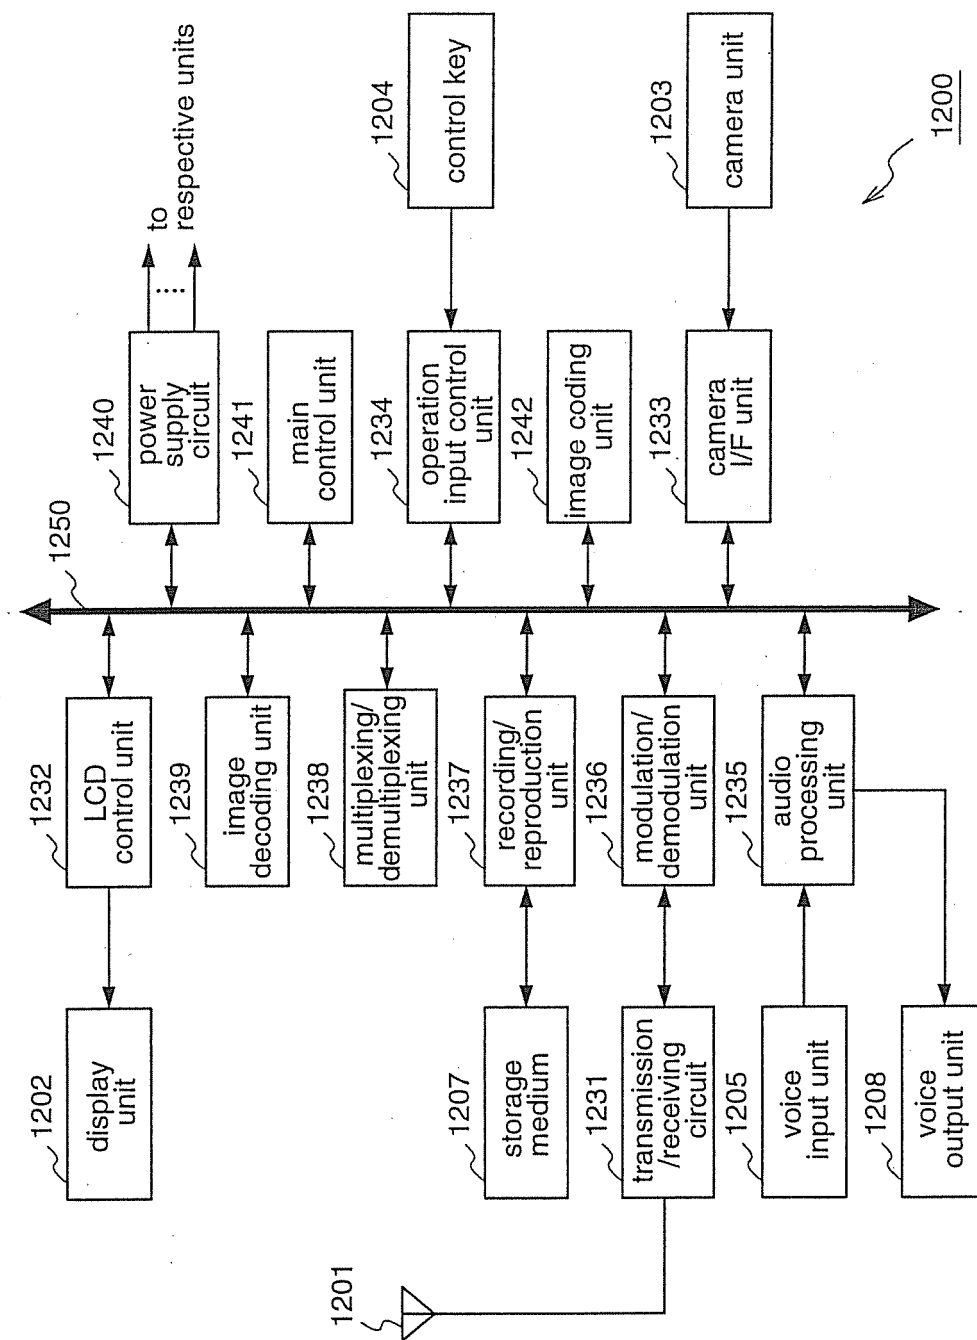 1201
1202
display
unit
1207
storage
medium
1231
transmission
/receiving
circuit
1205
voice
input unit
1208
voice
output unit
1232
LCD
control unit
1239
image
decoding unit
1238
multiplexing/
demultiplexing
unit
1237
recording/
reproduction
unit
1236
modulation/
demodulation
unit
1235
audio
processing
unit
1250
1240
power
supply
circuit
1241
main
control unit
1234
operation
input control
unit
1242
image coding
unit
1233
camera
I/F unit
to
respective units
1204
control key
1203
camera unit
1200